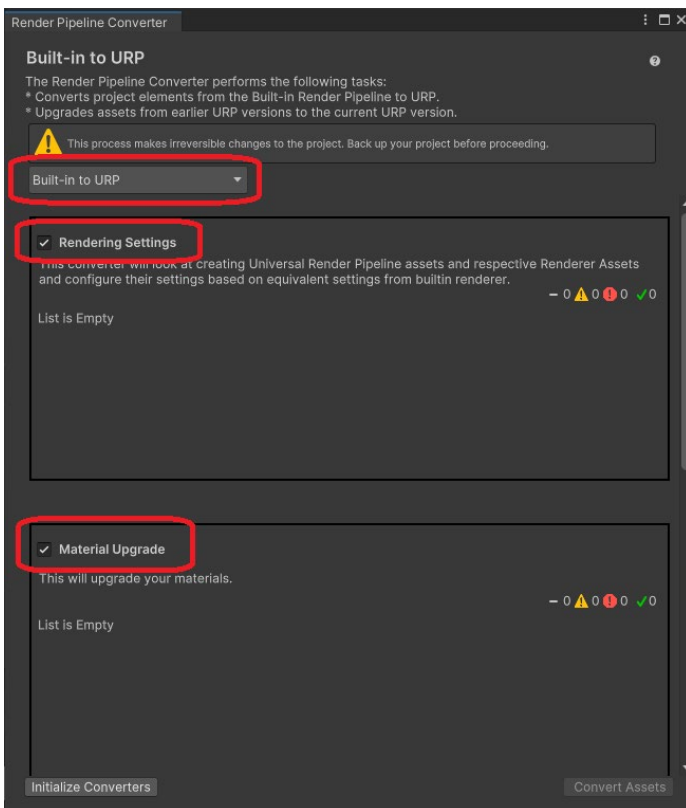 Render Pipeline Converter
Built-in to URP
The Render Pipeline Converter performs the following tasks:
* Converts project elements from the Built-in Render Pipeline to URP.
* Upgrades assets from earlier URP versions to the current URP version.
This process makes irreversible changes to the project. Back up your project before proceeding.
Built-in to URP
Rendering Settings
This converter will look at creating Universal Render Pipeline assets and respective Renderer Assets
and configure their settings based on equivalent settings from builtin renderer.
– 0 0 0 0
List is Empty
Material Upgrade
This will upgrade your materials.
– 0 0 0 0
List is Empty
Initialize Converters Convert Assets